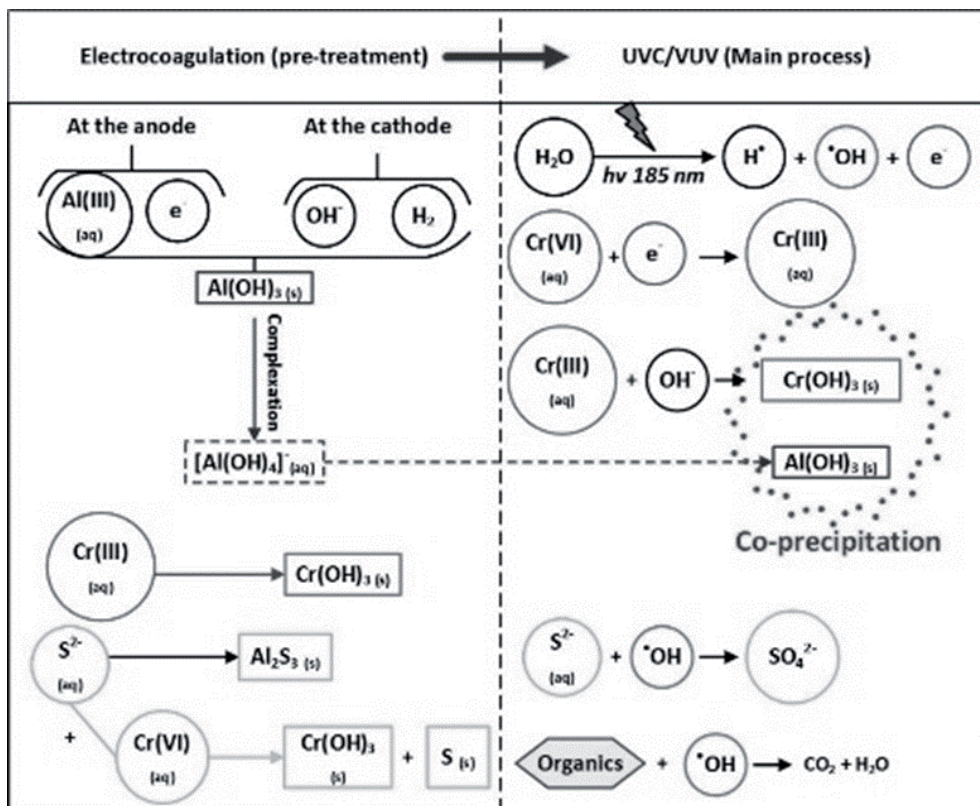 Electrocoagulation (pre-treatment)
UVC/VUV (Main process)
At the anode
At the cathode
Al(III)
(aq)
e⁻
OH⁻
H₂
Al(OH)₃ (s)
Complexation
[Al(OH)₄]⁻ (aq)
Cr(III)
(aq)
Cr(OH)₃ (s)
S²⁻
(aq)
Al₂S₃ (s)
+
Cr(VI)
(aq)
Cr(OH)₃
(s)
+
S (s)
H₂O
hv 185 nm
H• + •OH + e⁻
Cr(VI)
(aq)
+
e⁻
Cr(III)
(aq)
Cr(III)
(aq)
+
OH⁻
Cr(OH)₃ (s)
Al(OH)₃ (s)
Co-precipitation
S²⁻
(aq)
+
•OH
SO₄²⁻
Organics + •OH
CO₂ + H₂O